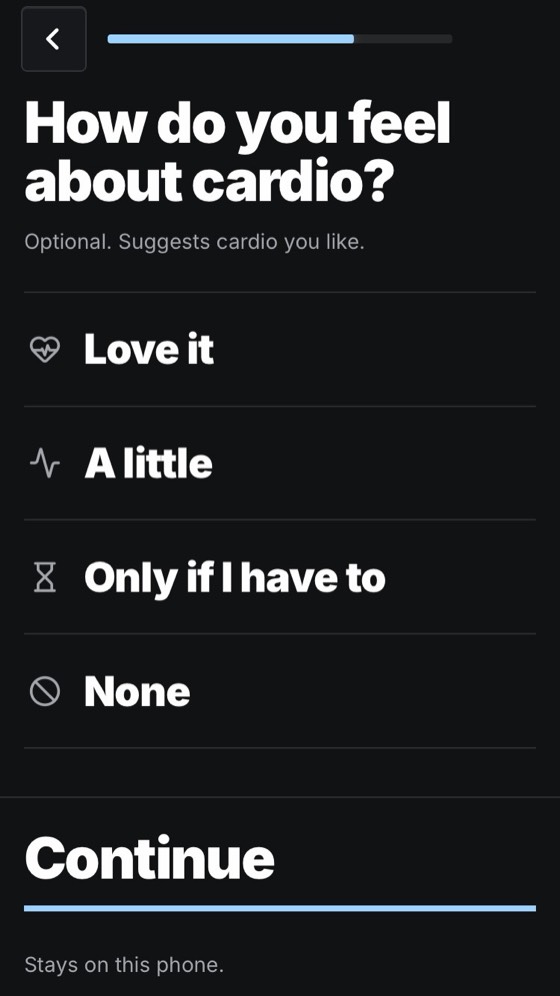 How do you feel
about cardio?
Optional. Suggests cardio you like.
Love it
A little
Only if I have to
None
Continue
Stays on this phone.